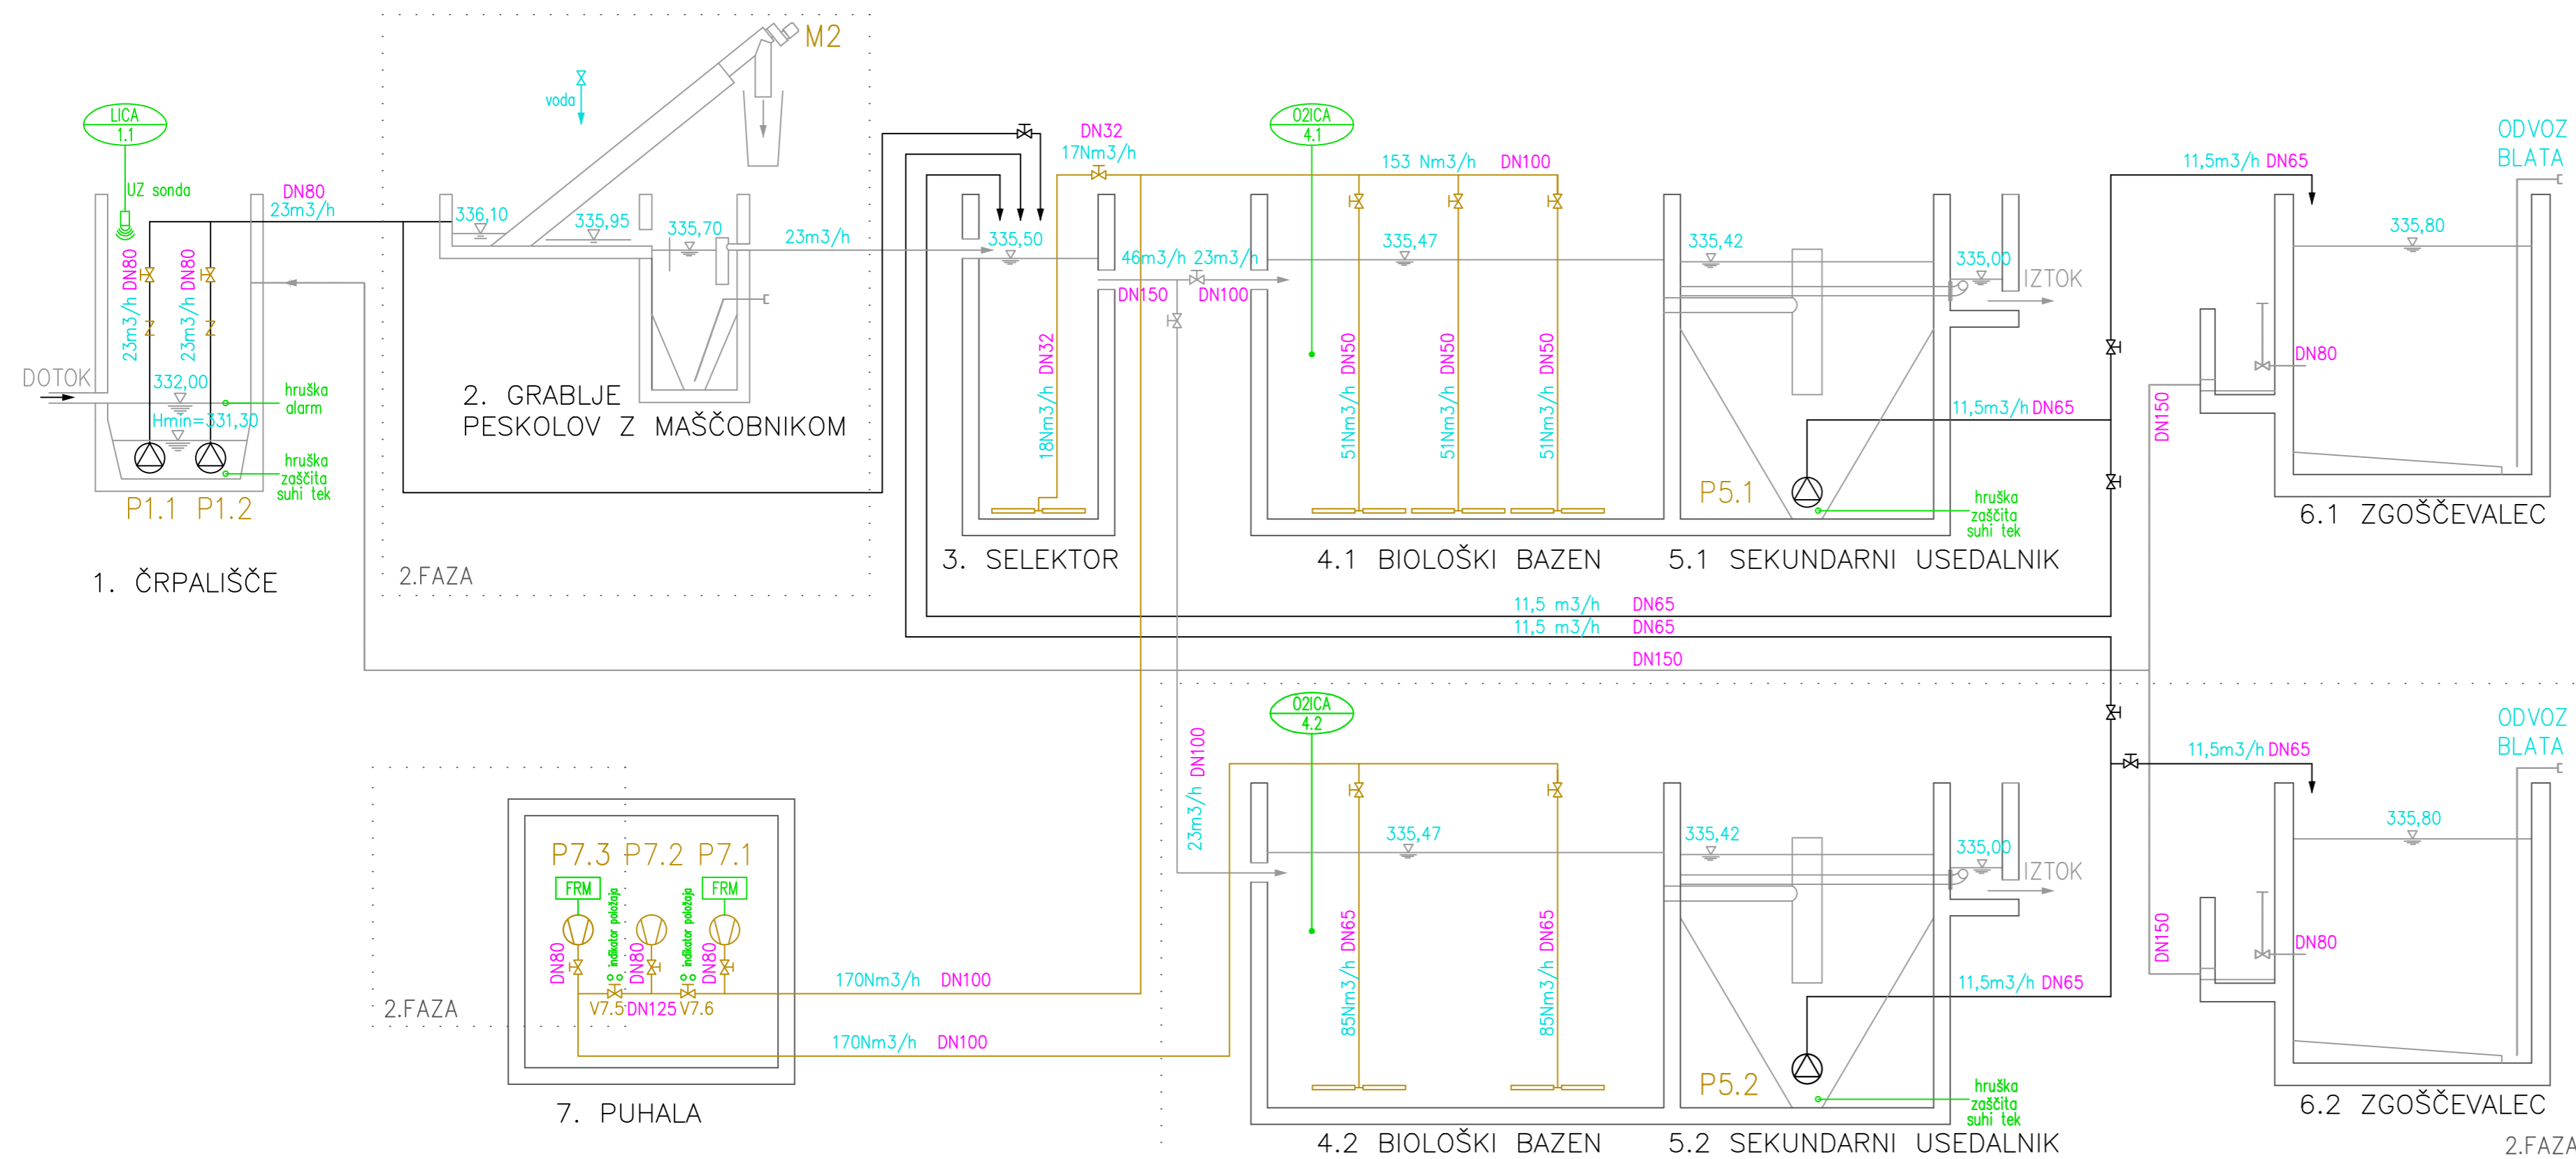 M2
voda
LICA
1.1
UZ sonda
DN80
23m3/h
23m3/h DN80
23m3/h DN80
DOTOK
332,00
Hmin=331,30
hruška
alarm
hruška
zaščita
suhi tek
P1.1 P1.2
1. ČRPALIŠČE
336,10
335,95
335,70
23m3/h
2. GRABLJE
PESKOLOV Z MAŠČOBNIKOM
2.FAZA
DN32
17Nm3/h
335,50
46m3/h 23m3/h
DN150
DN100
18Nm3/h DN32
3. SELEKTOR
O2ICA
4.1
153 Nm3/h DN100
335,47
51Nm3/h DN50
51Nm3/h DN50
51Nm3/h DN50
4.1 BIOLOŠKI BAZEN
335,42
335,00
IZTOK
P5.1
11,5m3/h DN65
hruška
zaščita
suhi tek
5.1 SEKUNDARNI USEDALNIK
11,5m3/h DN65
ODVOZ
BLATA
335,80
DN80
DN150
6.1 ZGOŠČEVALEC
11,5 m3/h DN65
11,5 m3/h DN65
DN150
23m3/h DN100
O2ICA
4.2
335,47
85Nm3/h DN65
85Nm3/h DN65
4.2 BIOLOŠKI BAZEN
335,42
335,00
IZTOK
P5.2
11,5m3/h DN65
hruška
zaščita
suhi tek
5.2 SEKUNDARNI USEDALNIK
11,5m3/h DN65
ODVOZ
BLATA
335,80
DN80
DN150
6.2 ZGOŠČEVALEC
2.FAZA
P7.3 P7.2 P7.1
FRM
FRM
indikator položaja
indikator položaja
DN80
DN80
DN80
V7.5 DN125 V7.6
2.FAZA
170Nm3/h DN100
170Nm3/h DN100
7. PUHALA